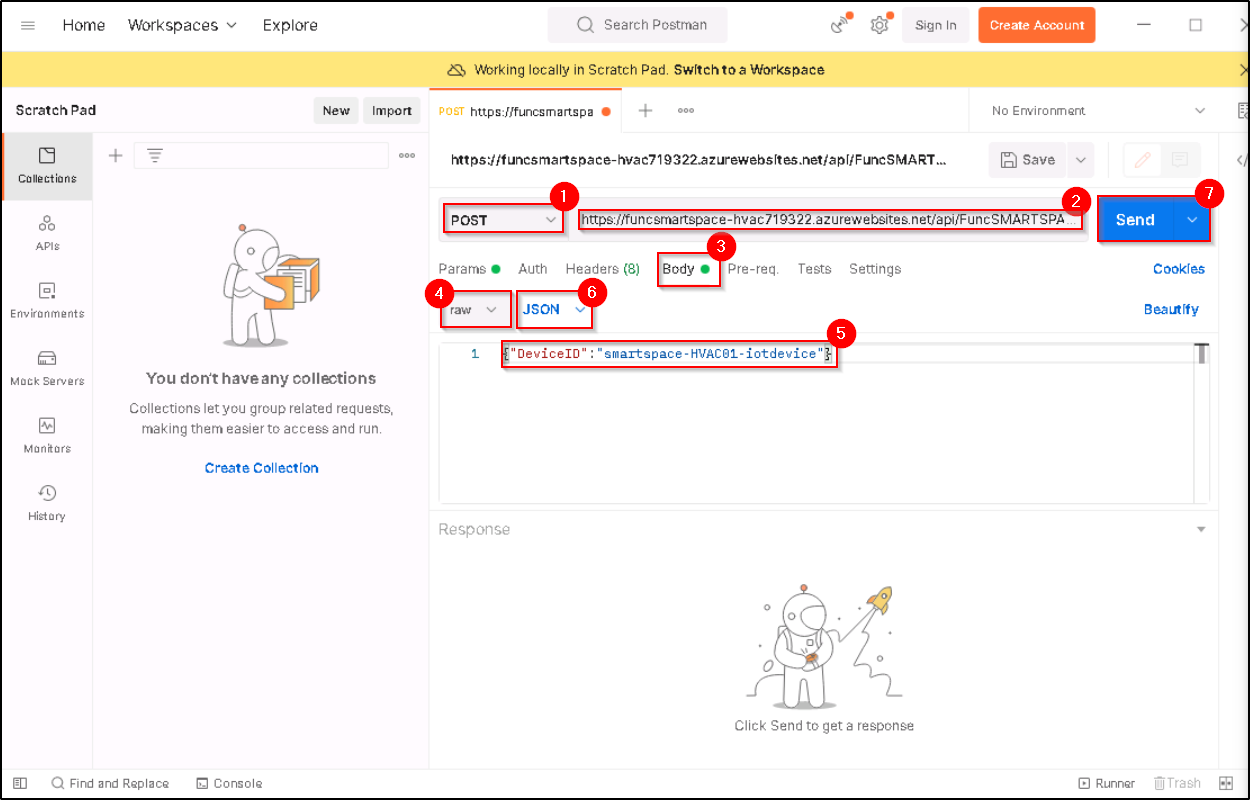 Home Workspaces Explore Search Postman Sign In Create Account
Working locally in Scratch Pad. Switch to a Workspace
Scratch Pad New Import POST https://funcsmartspa No Environment
Collections
https://funcsmartspace-hvac719322.azurewebsites.net/api/FuncSMART... Save
1 2 7
POST https://funcsmartspace-hvac719322.azurewebsites.net/api/FuncSMARTSPA... Send
APIs
3
Params Auth Headers (8) Body Pre-req. Tests Settings Cookies
4 6
raw JSON Beautify
Environments
5
1 {"DeviceID":"smartspace-HVAC01-iotdevice"}
Mock Servers
You don't have any collections
Collections let you group related requests,
making them easier to access and run.
Monitors
Create Collection
History
Response
Click Send to get a response
Find and Replace Console Runner Trash